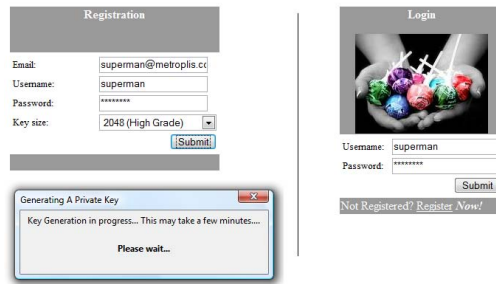 Registration
Email: superman@metroplis.cc
Username: superman
Password: ********
Key size: 2048 (High Grade)
Submit
Generating A Private Key
Key Generation in progress... This may take a few minutes....
Please wait...
Login
Username: superman
Password: ********
Submit
Not Registered? Register Now!